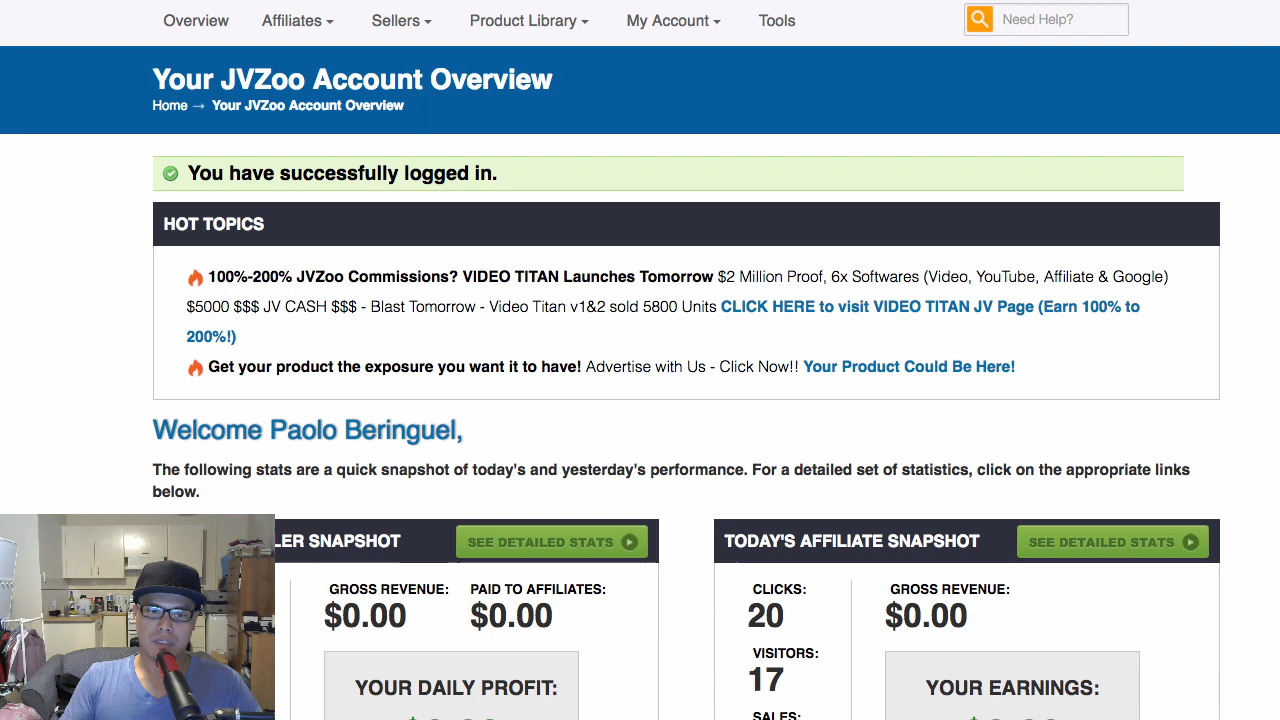 Overview Affiliates Sellers Product Library My Account Tools Need Help?
Your JVZoo Account Overview
Home → Your JVZoo Account Overview
You have successfully logged in.
HOT TOPICS
100%-200% JVZoo Commissions? VIDEO TITAN Launches Tomorrow $2 Million Proof, 6x Softwares (Video, YouTube, Affiliate & Google)
$5000 $$$ JV CASH $$$ - Blast Tomorrow - Video Titan v1&2 sold 5800 Units CLICK HERE to visit VIDEO TITAN JV Page (Earn 100% to
200%!)
Get your product the exposure you want it to have! Advertise with Us - Click Now!! Your Product Could Be Here!
Welcome Paolo Beringuel,
The following stats are a quick snapshot of today's and yesterday's performance. For a detailed set of statistics, click on the appropriate links
below.
LER SNAPSHOT SEE DETAILED STATS
GROSS REVENUE: PAID TO AFFILIATES:
$0.00 $0.00
YOUR DAILY PROFIT:
TODAY'S AFFILIATE SNAPSHOT SEE DETAILED STATS
CLICKS: GROSS REVENUE:
20 $0.00
VISITORS:
17
YOUR EARNINGS:
SALES: